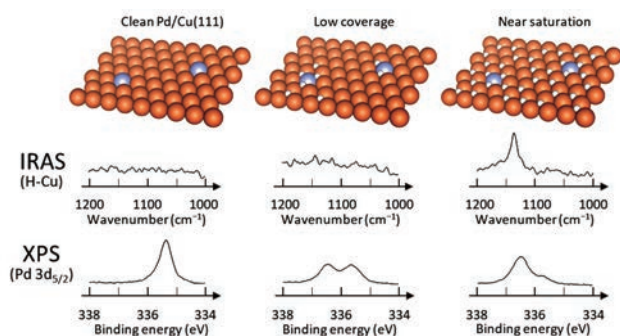 Clean Pd/Cu(111) Low coverage Near saturation
IRAS
(H-Cu)
1200 1100 1000 1200 1100 1000 1200 1100 1000
Wavenumber (cm⁻¹) Wavenumber (cm⁻¹) Wavenumber (cm⁻¹)
XPS
(Pd 3d₅/₂)
338 336 334 338 336 334 338 336 334
Binding energy (eV) Binding energy (eV) Binding energy (eV)